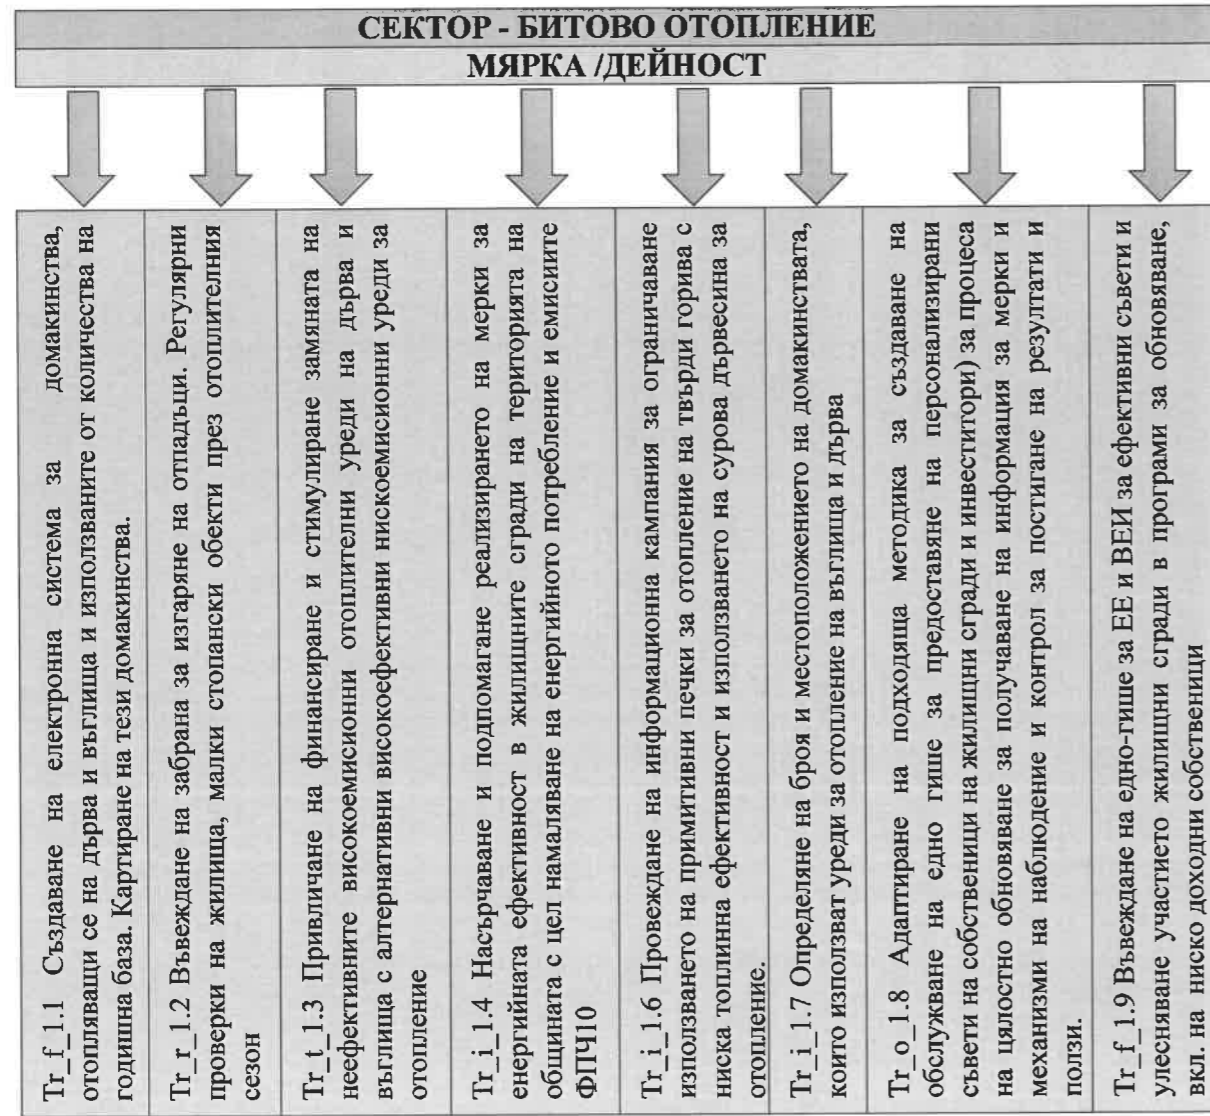 СЕКТОР - БИТОВО ОТОПЛЕНИЕ
МЯРКА /ДЕЙНОСТ
Tr_f_1.1 Създаване на електронна система за домакинства,
отопляващи се на дърва и въглища и използваните от количества на
годишна база. Картиране на тези домакинства.
Tr_r_1.2 Въвеждане на забрана за изгаряне на отпадъци. Регулярни
проверки на жилища, малки стопански обекти през отоплителния
сезон
Tr_t_1.3 Привличане на финансиране и стимулиране замяната на
неефективните високоемисионни отоплителни уреди на дърва и
въглища с алтернативни високоефективни нискоемисионни уреди за
отопление
Tr_i_1.4 Насърчаване и подпомагане реализирането на мерки за
енергийната ефективност в жилищните сгради на територията на
общината с цел намаляване на енергийното потребление и емисиите
ФПЧ10
Tr_i_1.6 Провеждане на информационна кампания за ограничаване
използването на примитивни печки за отопление на твърди горива с
ниска топлинна ефективност и използването на сурова дървесина за
отопление.
Tr_i_1.7 Определяне на броя и местоположението на домакинствата,
които използват уреди за отопление на въглища и дърва
Tr_o_1.8 Адаптиране на подходяща методика за създаване на
обслужване на едно гише за предоставяне на персонализирани
съвети на собственици на жилищни сгради и инвеститори) за процеса
на цялостно обновяване за получаване на информация за мерки и
механизми на наблюдение и контрол за постигане на резултати и
ползи.
Tr_f_1.9 Въвеждане на едно-гише за ЕЕ и ВЕИ за ефективни съвети и
улесняване участието жилищни сгради в програми за обновяване,
вкл. на ниско доходни собственици